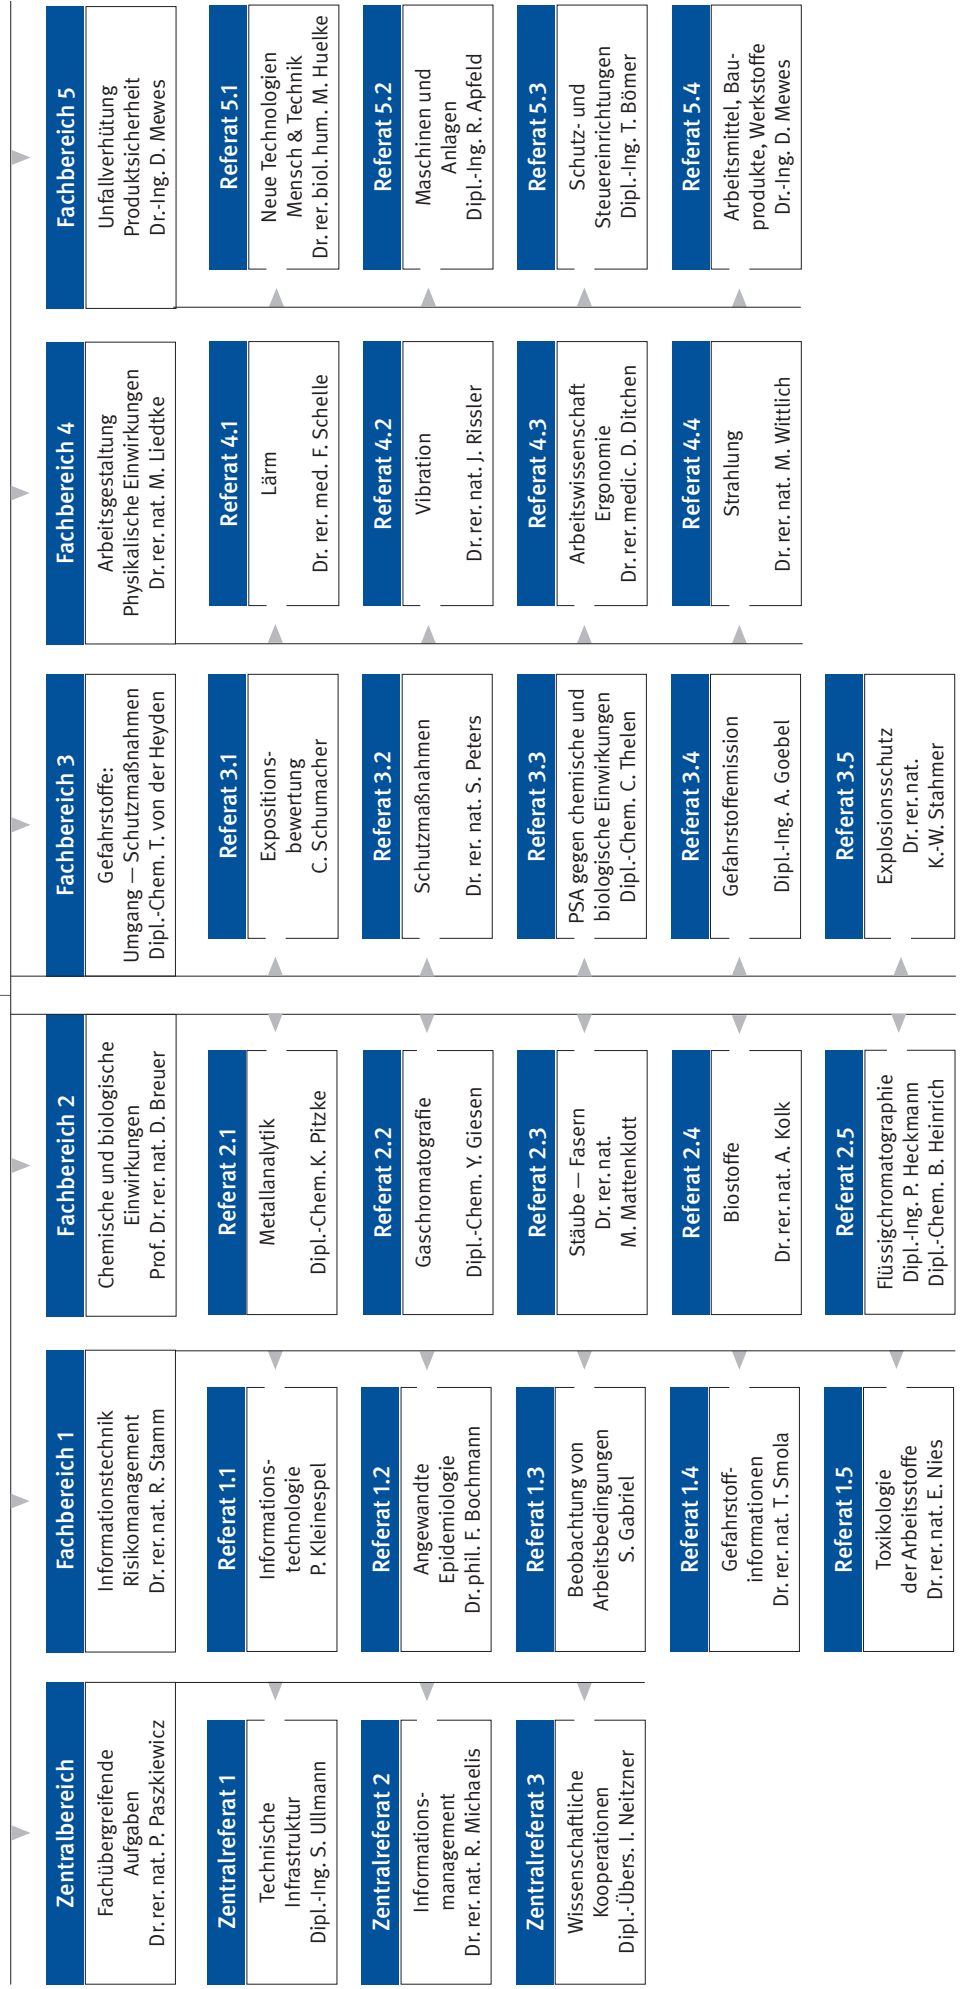 Zentralbereich
Fachübergreifende
Aufgaben
Dr. rer. nat. P. Paszkiewicz
Zentralreferat 1
Technische
Infrastruktur
Dipl.-Ing. S. Ullmann
Zentralreferat 2
Informations-
management
Dr. rer. nat. R. Michaelis
Zentralreferat 3
Wissenschaftliche
Kooperationen
Dipl.-Übers. I. Neitzner
Fachbereich 1
Informationstechnik
Risikomanagement
Dr. rer. nat. R. Stamm
Referat 1.1
Informations-
technologie
P. Kleinespel
Referat 1.2
Angewandte
Epidemiologie
Dr. phil. F. Bochmann
Referat 1.3
Beobachtung von
Arbeitsbedingungen
S. Gabriel
Referat 1.4
Gefahrstoff-
informationen
Dr. rer. nat. T. Smola
Referat 1.5
Toxikologie
der Arbeitsstoffe
Dr. rer. nat. E. Nies
Fachbereich 2
Chemische und biologische
Einwirkungen
Prof. Dr. rer. nat. D. Breuer
Referat 2.1
Metallanalytik
Dipl.-Chem. K. Pitzke
Referat 2.2
Gaschromatografie
Dipl.-Chem. Y. Giesen
Referat 2.3
Stäube — Fasern
Dr. rer. nat.
M. Mattenklott
Referat 2.4
Biostoffe
Dr. rer. nat. A. Kolk
Referat 2.5
Flüssigchromatographie
Dipl.-Ing. P. Heckmann
Dipl.-Chem. B. Heinrich
Fachbereich 3
Gefahrstoffe:
Umgang — Schutzmaßnahmen
Dipl.-Chem. T. von der Heyden
Referat 3.1
Expositions-
bewertung
C. Schumacher
Referat 3.2
Schutzmaßnahmen
Dr. rer. nat. S. Peters
Referat 3.3
PSA gegen chemische und
biologische Einwirkungen
Dipl.-Chem. C. Thelen
Referat 3.4
Gefahrstoffemission
Dipl.-Ing. A. Goebel
Referat 3.5
Explosionsschutz
Dr. rer. nat.
K.-W. Stahmer
Fachbereich 4
Arbeitsgestaltung
Physikalische Einwirkungen
Dr. rer. nat. M. Liedtke
Referat 4.1
Lärm
Dr. rer. med. F. Schelle
Referat 4.2
Vibration
Dr. rer. nat. J. Rissler
Referat 4.3
Arbeitswissenschaft
Ergonomie
Dr. rer. medic. D. Ditchen
Referat 4.4
Strahlung
Dr. rer. nat. M. Wittlich
Fachbereich 5
Unfallverhütung
Produktsicherheit
Dr.-Ing. D. Mewes
Referat 5.1
Neue Technologien
Mensch & Technik
Dr. rer. biol. hum. M. Huelke
Referat 5.2
Maschinen und
Anlagen
Dipl.-Ing. R. Apfeld
Referat 5.3
Schutz- und
Steuereinrichtungen
Dipl.-Ing. T. Bömer
Referat 5.4
Arbeitsmittel, Bau-
produkte, Werkstoffe
Dr.-Ing. D. Mewes